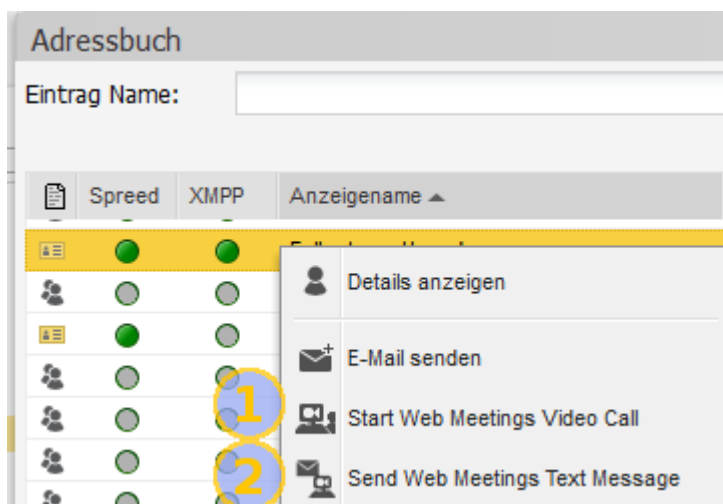 Adressbuch
Eintrag Name:
Spreed XMPP Anzeigename
Details anzeigen
E-Mail senden
1 Start Web Meetings Video Call
2 Send Web Meetings Text Message